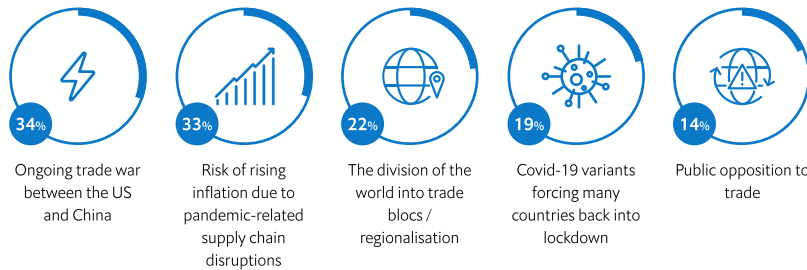 34%
Ongoing trade war
between the US
and China
33%
Risk of rising
inflation due to
pandemic-related
supply chain
disruptions
22%
The division of the
world into trade
blocs /
regionalisation
19%
Covid-19 variants
forcing many
countries back into
lockdown
14%
Public opposition to
trade